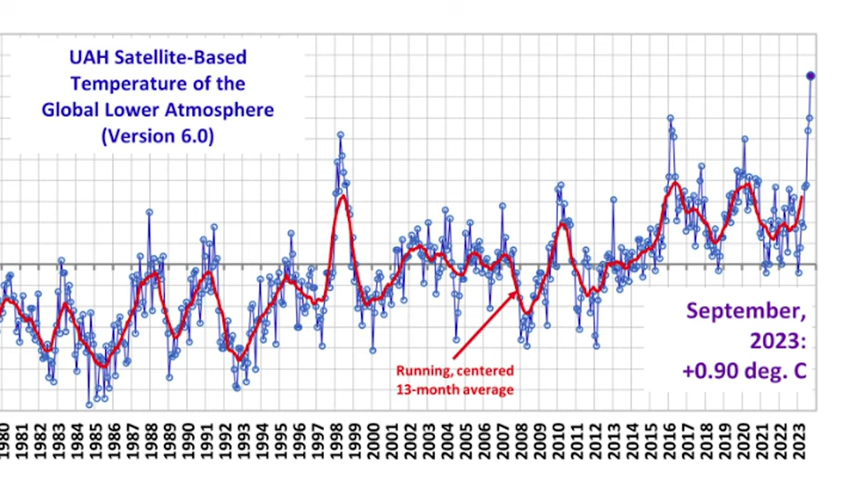 UAH Satellite-Based
Temperature of the
Global Lower Atmosphere
(Version 6.0)
Running, centered
13-month average
September,
2023:
+0.90 deg. C
1980 1981 1982 1983 1984 1985 1986 1987 1988 1989 1990 1991 1992 1993 1994 1995 1996 1997 1998 1999 2000 2001 2002 2003 2004 2005 2006 2007 2008 2009 2010 2011 2012 2013 2014 2015 2016 2017 2018 2019 2020 2021 2022 2023